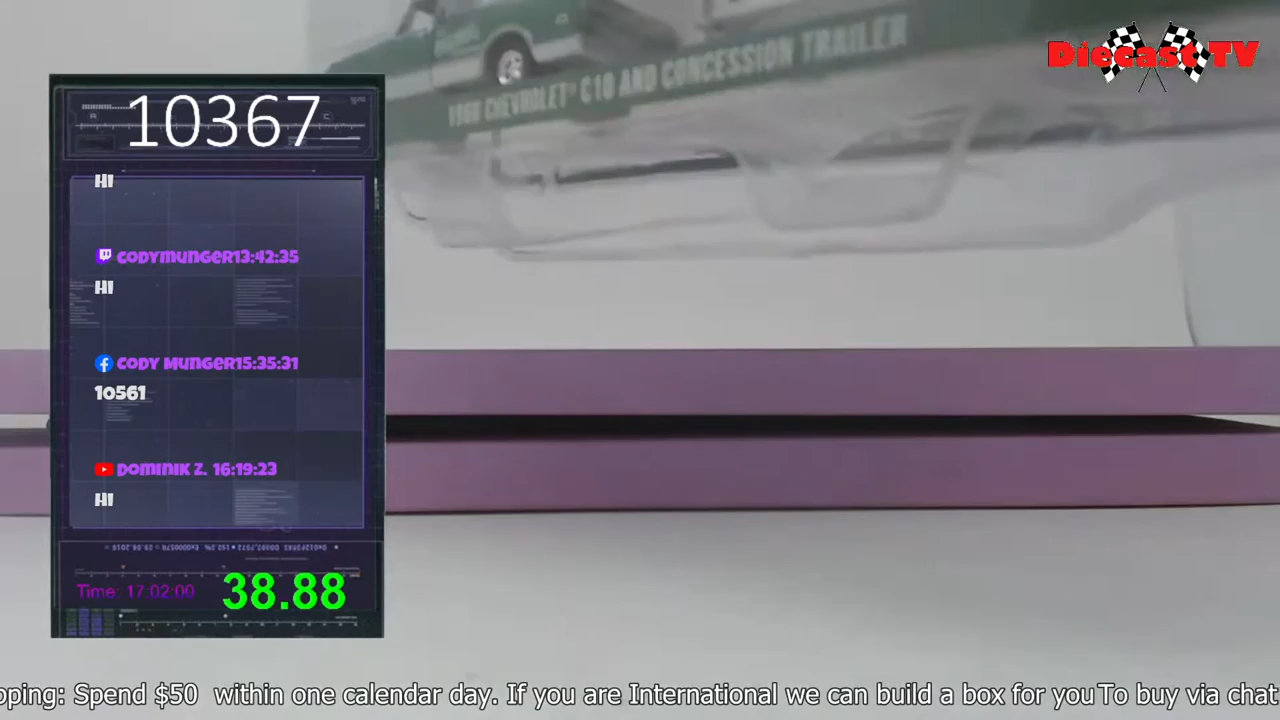 Diecast TV
1968 CHEVROLET C10 AND CONCESSION TRAILER
10367
HI
CODYMUNGER13:42:35
HI
CODY MUNGER15:35:31
10561
DOMINIK Z. 16:19:23
HI
Time: 17:02:00
38.88
pping: Spend $50 within one calendar day. If you are International we can build a box for you To buy via chat